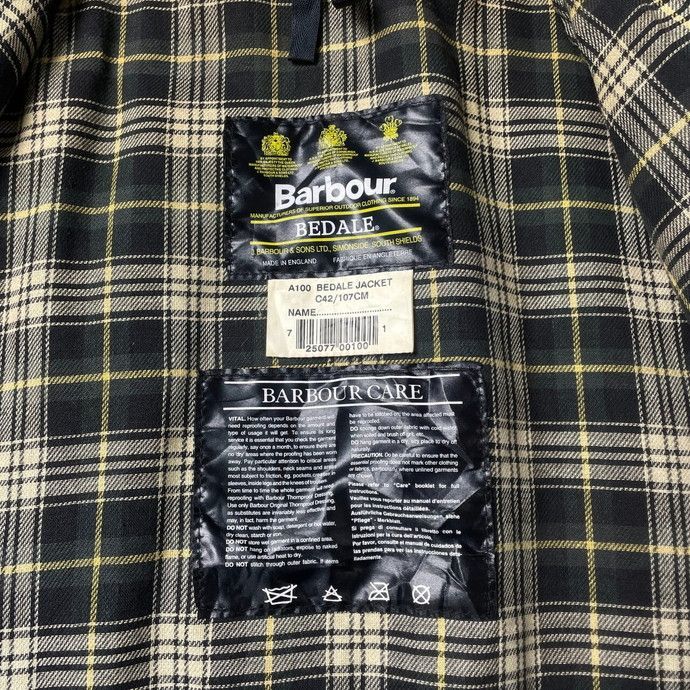 Barbour®
MANUFACTURERS OF SUPERIOR OUTDOOR CLOTHING SINCE 1894
BEDALE®
J. BARBOUR & SONS LTD., SIMONSIDE, SOUTH SHIELDS
MADE IN ENGLAND FABRIQUE EN ANGLETERRE
A100 BEDALE JACKET
C42/107CM
NAME...........................
7 1
25077 00100
BARBOUR CARE
VITAL. How often your Barbour garment will
need reproofing depends on the amount and
type of usage it will get. To ensure is long
service it is essential that you check the garment
regularly, say once a month, to ensure there are
no 'dry' areas where the proofing has been worn
away. Pay particular attention to critical areas
such as the shoulders, neck seams and areas
most subject to friction, eg. pockets, cording in
sleeves, inside legs and the knees of trousers.
From time to time the whole garment
reproofing with Barbour Thornproof Dressing.
Use only Barbour Original Thornproof Dressing
as substitutes are invariably less effective and
may, in fact, harm the garment.
DO NOT wash with soap, detergent or hot water,
dry clean, starch or iron.
DO NOT store wet garment in a confined area.
DO NOT hang on radiators, expose to naked
flame, or use artificial heat to dry.
DO NOT stitch through outer fabric. If items
have to be stitched on, the area affected must
be reproofed.
DO sponge down outer fabric with cold water
when soiled and brush off grit, etc.
DO hang garment in a dry, airy place to dry off
naturally.
PRECAUTION. Do be careful to ensure that the
essential proofing does not mark other clothing
or fabrics, particularly where unlined garments
are concerned.
Please refer to "Care" booklet for full
instructions.
Veuillez vous reporter au manuel d'entretien
pour les instructions complètes.
Ausführliche Gebrauchsanweisungen, siehe
"Pflege" - Merkblatt.
Si prega di consultare il libretto con le
istruzioni per la cura dell'articolo.
Por favor, consulte el manual de cuidados de
las prendas para ver las instrucciones
detalladas.